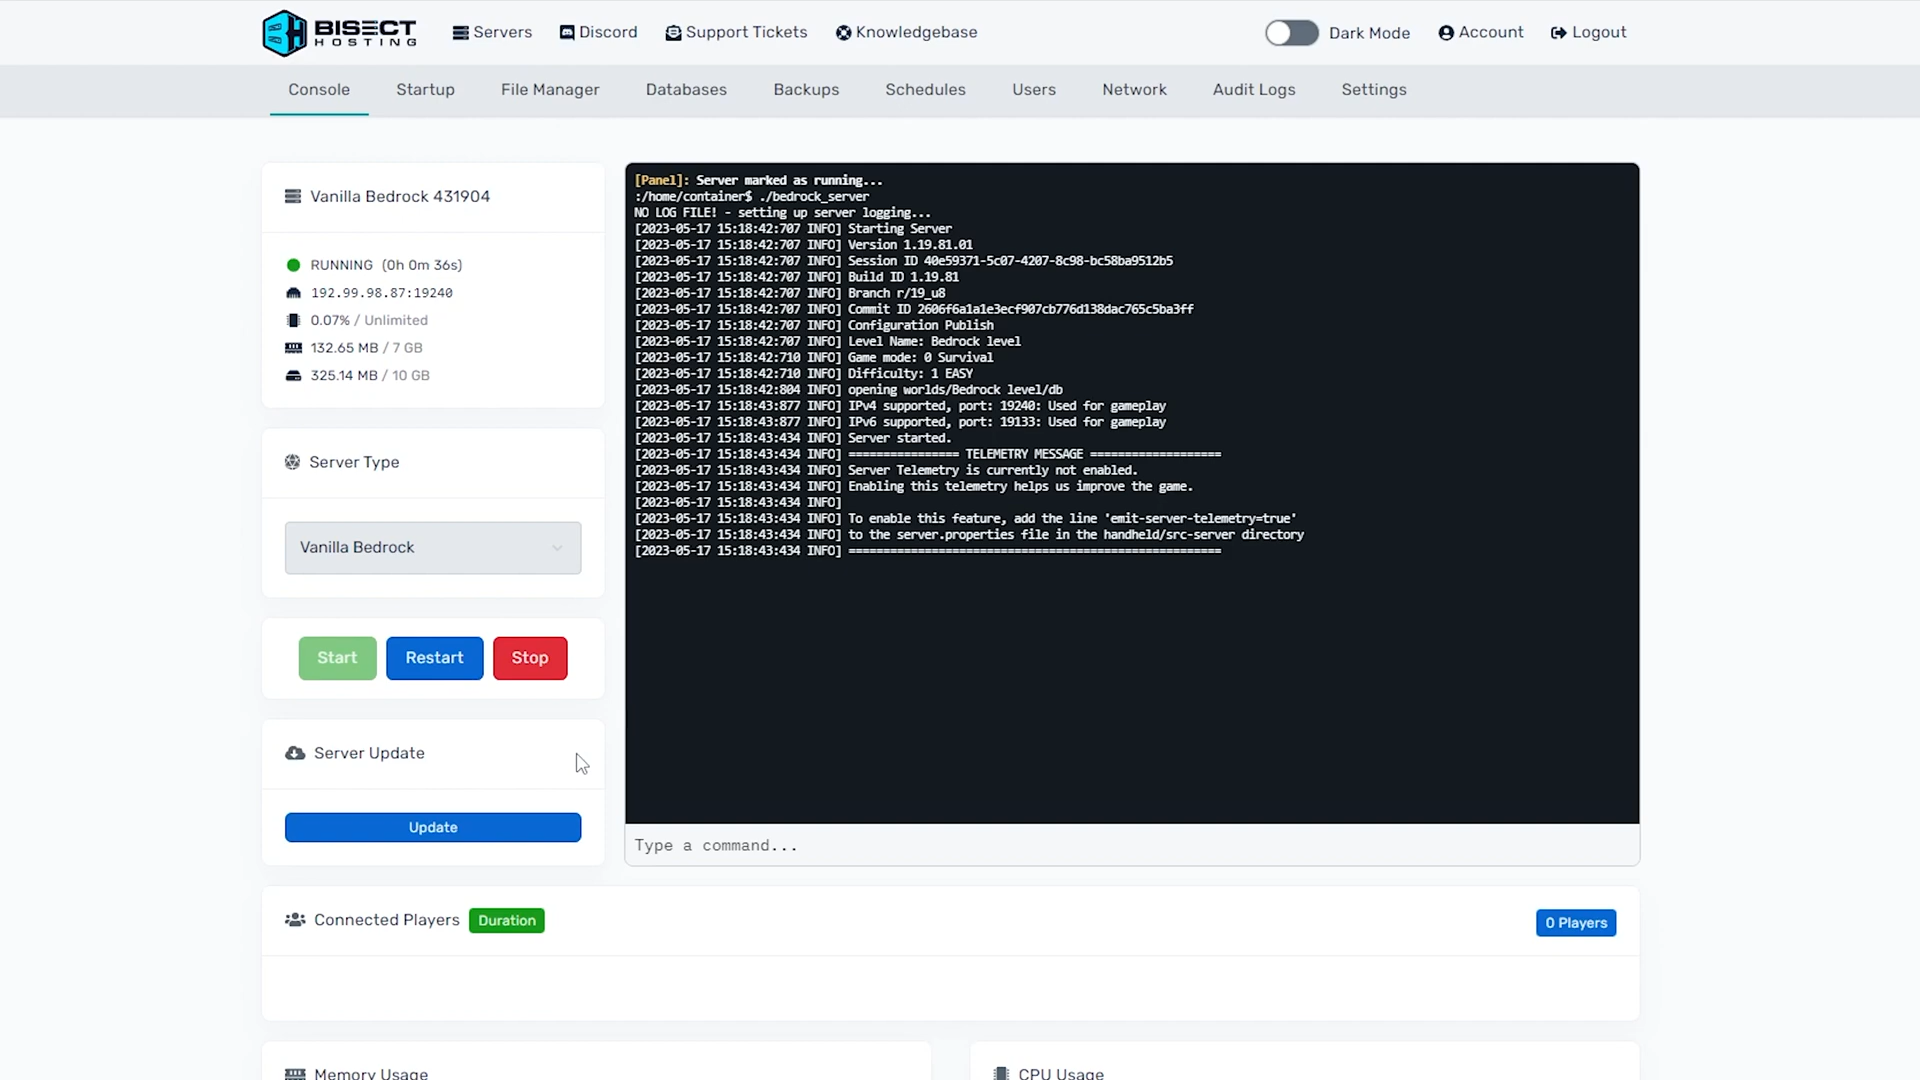 BISECT
HOSTING
Servers
Discord
Support Tickets
Knowledgebase
Dark Mode
Account
Logout
Console
Startup
File Manager
Databases
Backups
Schedules
Users
Network
Audit Logs
Settings
Vanilla Bedrock 431904
RUNNING (0h 0m 36s)
192.99.98.87:19240
0.07% / Unlimited
132.65 MB / 7 GB
325.14 MB / 10 GB
Server Type
Vanilla Bedrock
Start
Restart
Stop
Server Update
Update
[Panel]: Server marked as running...
:/home/container$ ./bedrock_server
NO LOG FILE! - setting up server logging...
[2023-05-17 15:18:42:707 INFO] Starting Server
[2023-05-17 15:18:42:707 INFO] Version 1.19.81.01
[2023-05-17 15:18:42:707 INFO] Session ID 40e59371-5c07-4207-8c98-bc58ba9512b5
[2023-05-17 15:18:42:707 INFO] Build ID 1.19.81
[2023-05-17 15:18:42:707 INFO] Branch r/19_u8
[2023-05-17 15:18:42:707 INFO] Commit ID 2606f6a1a1e3ecf907cb776d138dac765c5ba3ff
[2023-05-17 15:18:42:707 INFO] Configuration Publish
[2023-05-17 15:18:42:707 INFO] Level Name: Bedrock level
[2023-05-17 15:18:42:710 INFO] Game mode: 0 Survival
[2023-05-17 15:18:42:710 INFO] Difficulty: 1 EASY
[2023-05-17 15:18:42:804 INFO] opening worlds/Bedrock level/db
[2023-05-17 15:18:43:877 INFO] IPv4 supported, port: 19240: Used for gameplay
[2023-05-17 15:18:43:877 INFO] IPv6 supported, port: 19133: Used for gameplay
[2023-05-17 15:18:43:434 INFO] Server started.
[2023-05-17 15:18:43:434 INFO] ================ TELEMETRY MESSAGE ===================
[2023-05-17 15:18:43:434 INFO] Server Telemetry is currently not enabled.
[2023-05-17 15:18:43:434 INFO] Enabling this telemetry helps us improve the game.
[2023-05-17 15:18:43:434 INFO]
[2023-05-17 15:18:43:434 INFO] To enable this feature, add the line 'emit-server-telemetry=true'
[2023-05-17 15:18:43:434 INFO] to the server.properties file in the handheld/src-server directory
[2023-05-17 15:18:43:434 INFO] ======================================================
Type a command...
Connected Players
Duration
0 Players
Memory Usage
CPU Usage